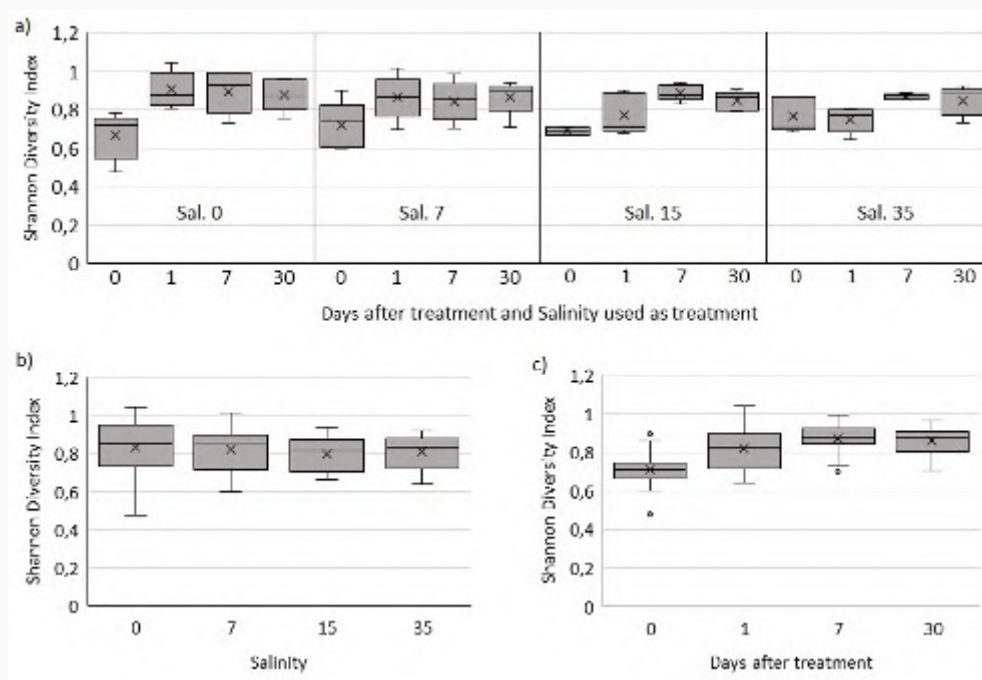 a)
Shannon Diversity Index
1,2
1
0,8
0,6
0,4
0,2
0
Sal. 0 Sal. 7 Sal. 15 Sal. 35
0 1 7 30 0 1 7 30 0 1 7 30 0 1 7 30
Days after treatment and Salinity used as treatment
b)
Shannon Diversity Index
1,2
1
0,8
0,6
0,4
0,2
0
0 7 15 35
Salinity
c)
Shannon Diversity Index
1,2
1
0,8
0,6
0,4
0,2
0
0 1 7 30
Days after treatment